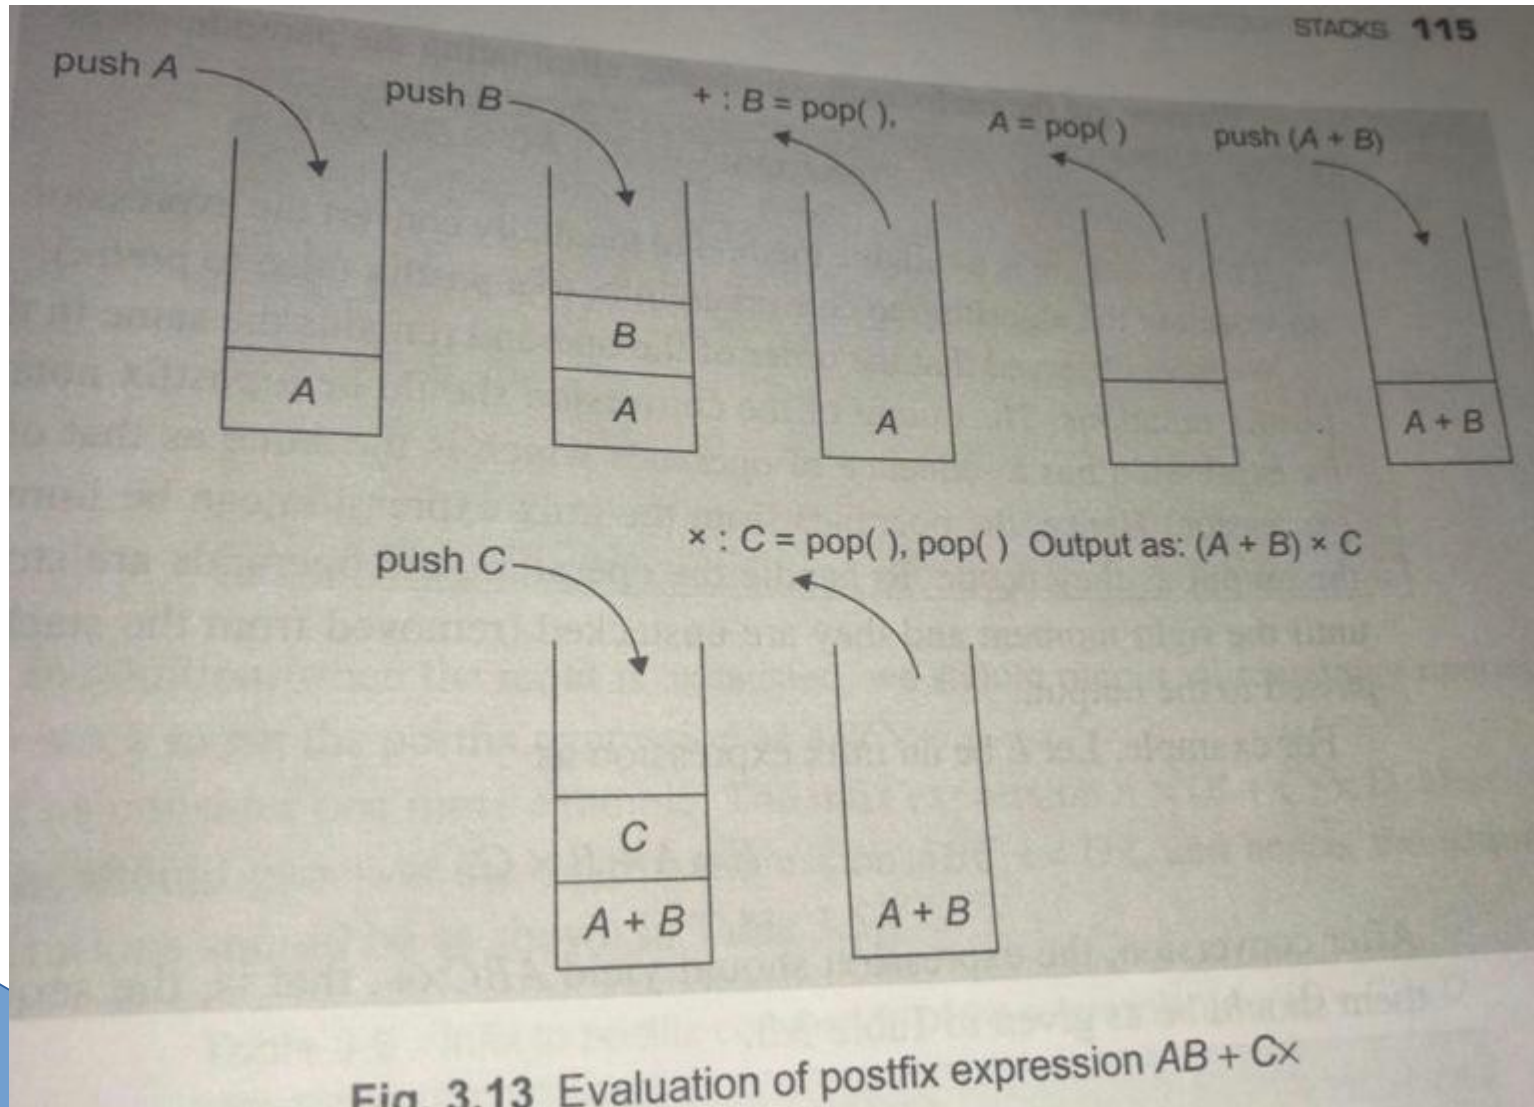 STACKS 115
push A
push B
+ : B = pop( ),
A = pop( )
push (A + B)
A
B
A
A
A + B
push C
× : C = pop( ), pop( ) Output as: (A + B) × C
C
A + B
A + B
Fig. 3.13 Evaluation of postfix expression AB + C×